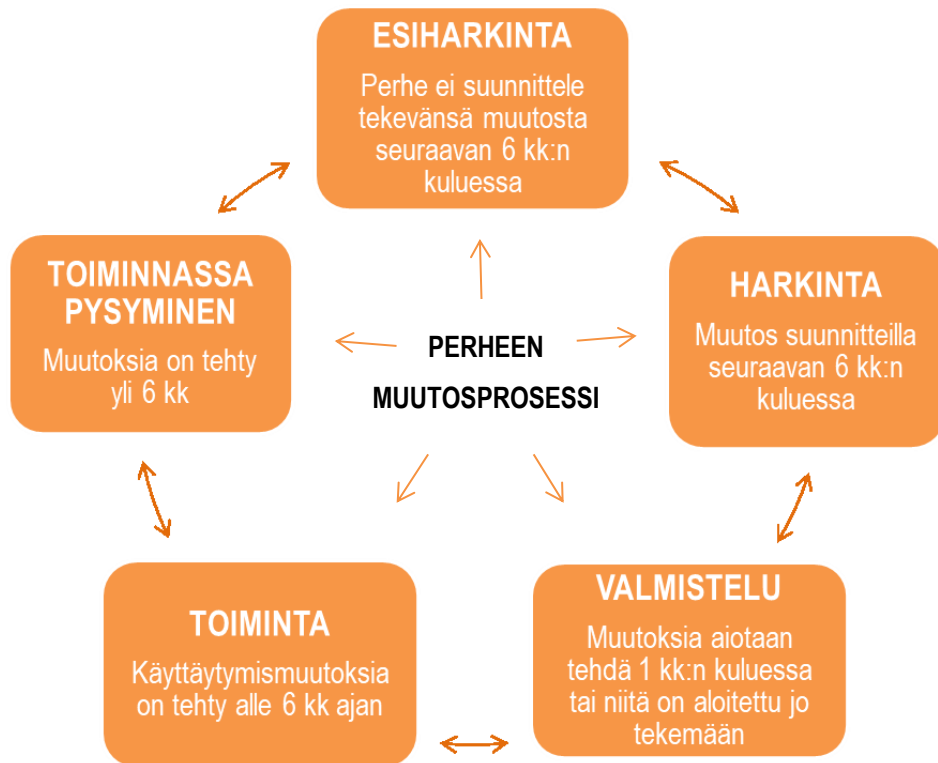 ESIHARKINTA
Perhe ei suunnittele
tekevänsä muutosta
seuraavan 6 kk:n
kuluessa
HARKINTA
Muutos suunnitteilla
seuraavan 6 kk:n
kuluessa
VALMISTELU
Muutoksia aiotaan
tehdä 1 kk:n kuluessa
tai niitä on aloitettu jo
tekemään
TOIMINTA
Käyttäytymismuutoksia
on tehty alle 6 kk ajan
TOIMINNASSA
PYSYMINEN
Muutoksia on tehty
yli 6 kk
PERHEEN
MUUTOSPROSESSI